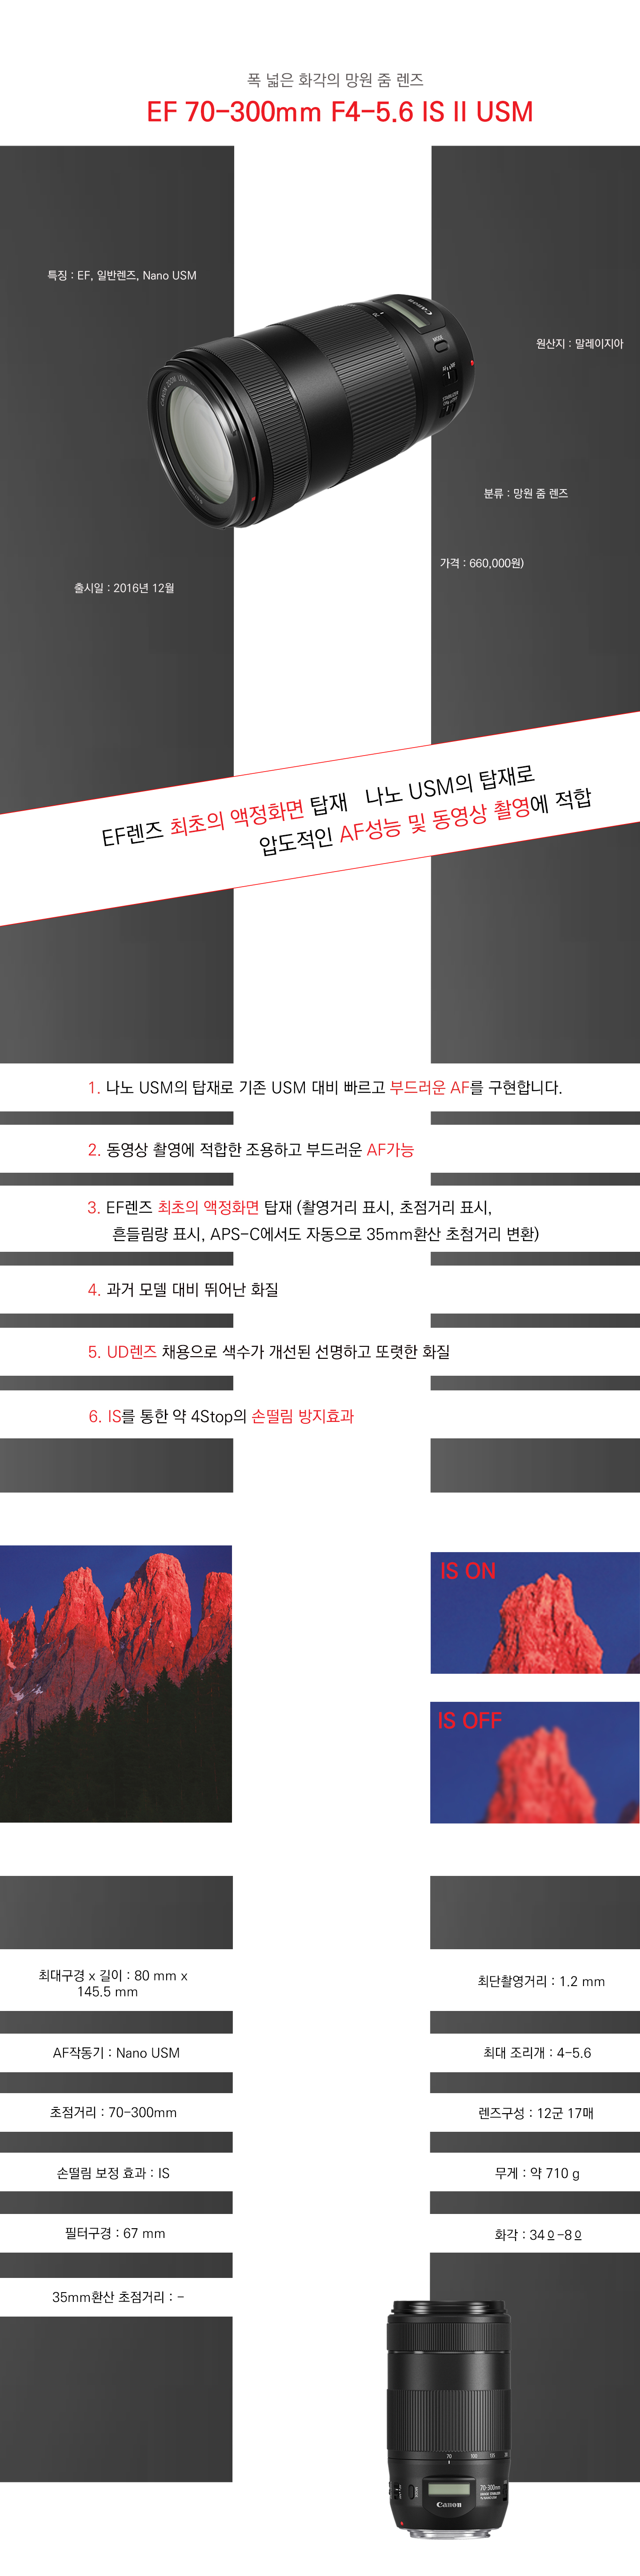 폭 넓은 화각의 망원 줌 렌즈
EF 70-300mm F4-5.6 IS II USM
특징 : EF, 일반렌즈, Nano USM
Canon
원산지 : 말레이지아
분류 : 망원 줌 렌즈
가격 : 660,000원)
출시일 : 2016년 12월
EF렌즈 최초의 액정화면 탑재 나노 USM의 탑재로
압도적인 AF성능 및 동영상 촬영에 적합
1. 나노 USM의 탑재로 기존 USM 대비 빠르고 부드러운 AF를 구현합니다.
2. 동영상 촬영에 적합한 조용하고 부드러운 AF가능
3. EF렌즈 최초의 액정화면 탑재 (촬영거리 표시, 초점거리 표시,
흔들림량 표시, APS-C에서도 자동으로 35mm환산 초첨거리 변환)
4. 과거 모델 대비 뛰어난 화질
5. UD렌즈 채용으로 색수가 개선된 선명하고 또렷한 화질
6. IS를 통한 약 4Stop의 손떨림 방지효과
IS ON
IS OFF
최대구경 x 길이 : 80 mm x
145.5 mm
최단촬영거리 : 1.2 mm
AF작동기 : Nano USM
최대 조리개 : 4-5.6
초점거리 : 70-300mm
렌즈구성 : 12군 17매
손떨림 보정 효과 : IS
무게 : 약 710 g
필터구경 : 67 mm
화각 : 34º-8º
35mm환산 초점거리 : -
70 100 135
70-300mm
Canon